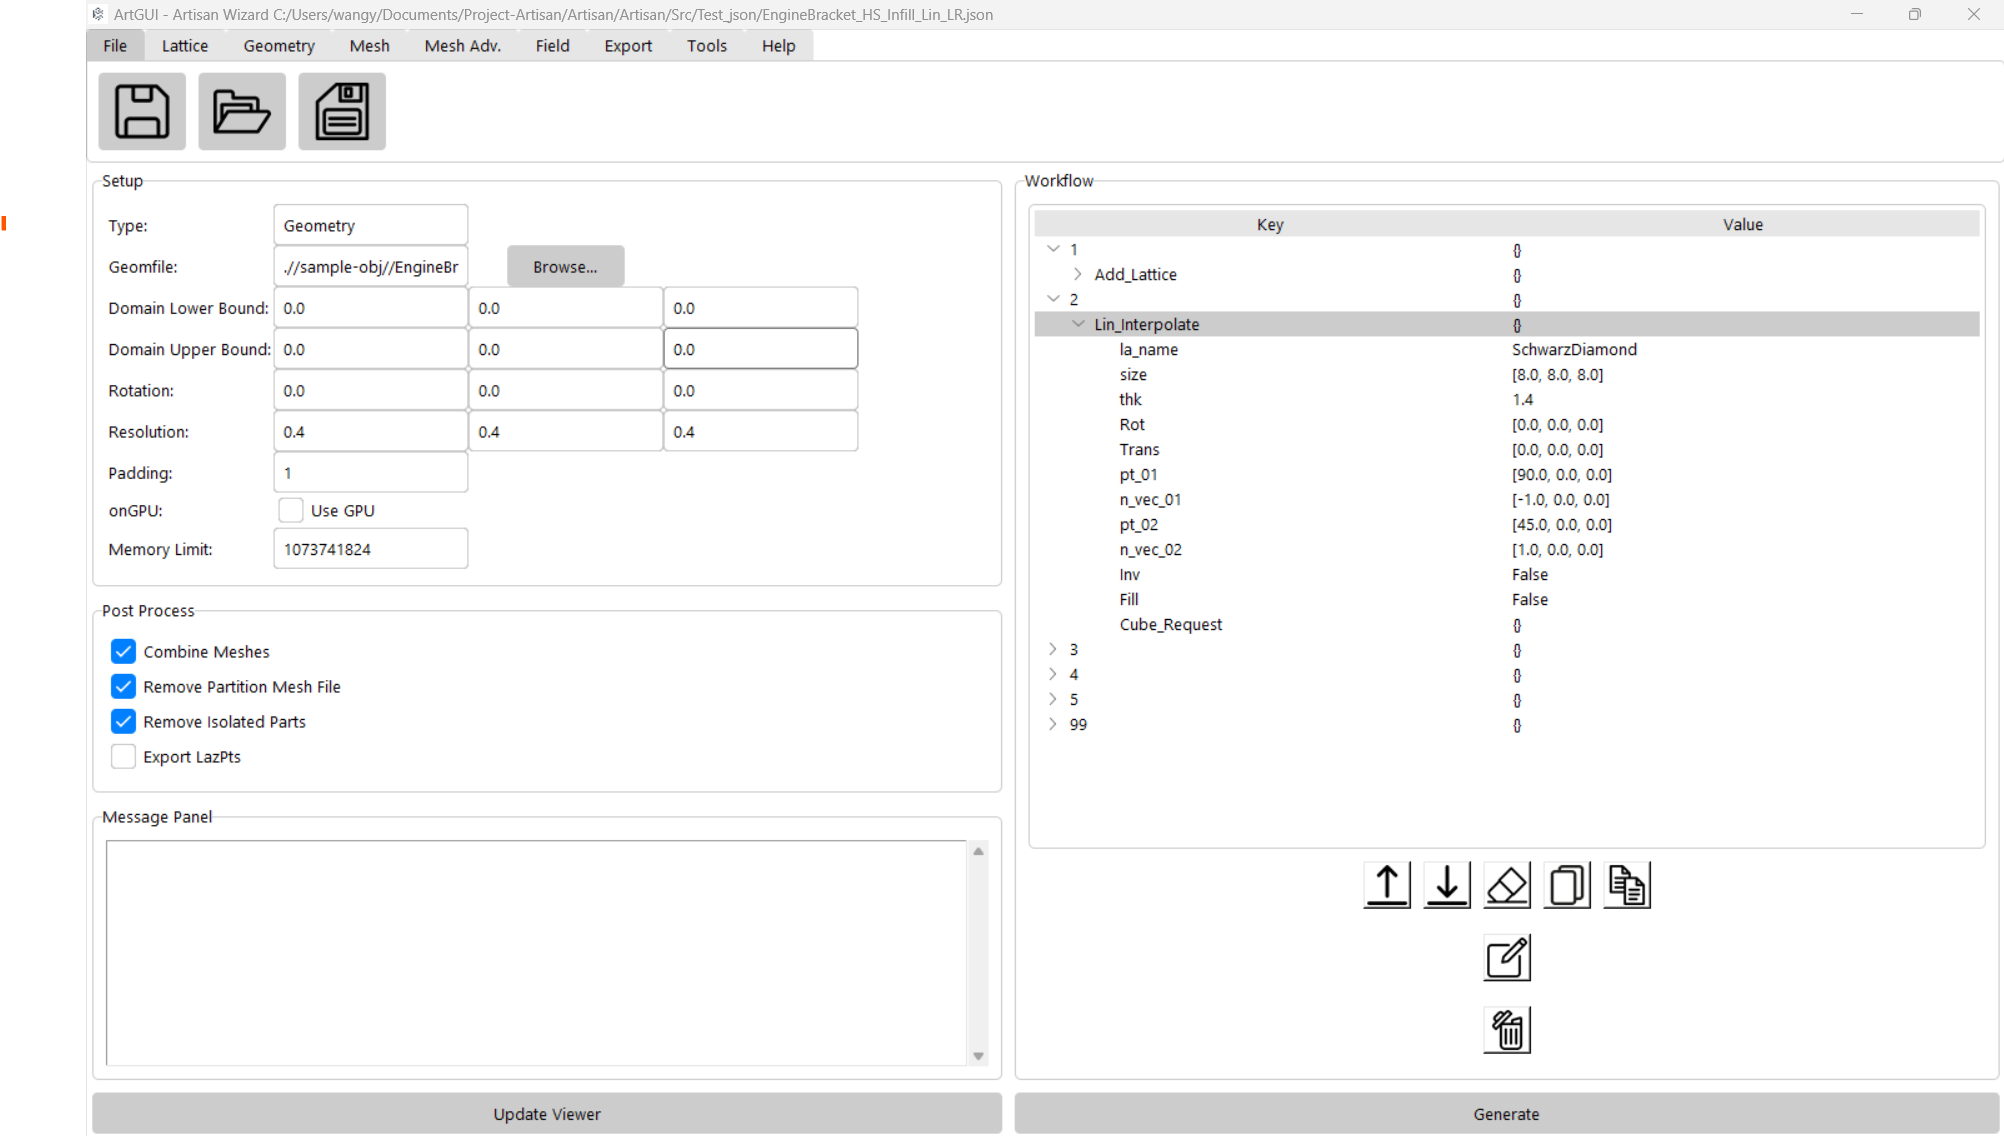 ArtGUI - Artisan Wizard C:/Users/wangy/Documents/Project-Artisan/Artisan/Artisan/Src/Test_json/EngineBracket_HS_Infill_Lin_LR.json
File Lattice Geometry Mesh Mesh Adv. Field Export Tools Help
Setup
Type: Geometry
Geomfile: .//sample-obj//EngineBr Browse...
Domain Lower Bound: 0.0 0.0 0.0
Domain Upper Bound: 0.0 0.0 0.0
Rotation: 0.0 0.0 0.0
Resolution: 0.4 0.4 0.4
Padding: 1
onGPU: Use GPU
Memory Limit: 1073741824
Post Process
Combine Meshes
Remove Partition Mesh File
Remove Isolated Parts
Export LazPts
Message Panel
Update Viewer
Workflow
Key Value
1 {}
Add_Lattice {}
2 {}
Lin_Interpolate {}
la_name SchwarzDiamond
size [8.0, 8.0, 8.0]
thk 1.4
Rot [0.0, 0.0, 0.0]
Trans [0.0, 0.0, 0.0]
pt_01 [90.0, 0.0, 0.0]
n_vec_01 [-1.0, 0.0, 0.0]
pt_02 [45.0, 0.0, 0.0]
n_vec_02 [1.0, 0.0, 0.0]
Inv False
Fill False
Cube_Request {}
3 {}
4 {}
5 {}
99 {}
Generate